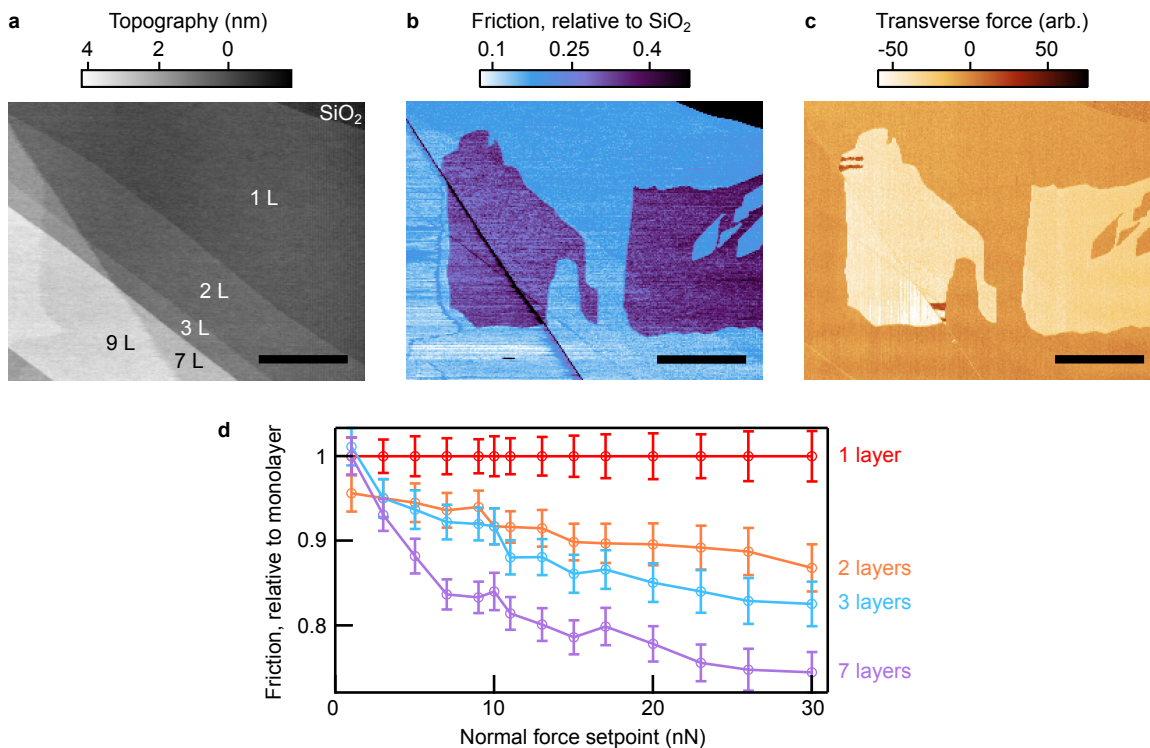 a
Topography (nm)
4 2 0
SiO₂
1 L
2 L
3 L
9 L
7 L
b
Friction, relative to SiO₂
0.1 0.25 0.4
c
Transverse force (arb.)
-50 0 50
d
Friction, relative to monolayer
1
0.9
0.8
0 10 20 30
Normal force setpoint (nN)
1 layer
2 layers
3 layers
7 layers